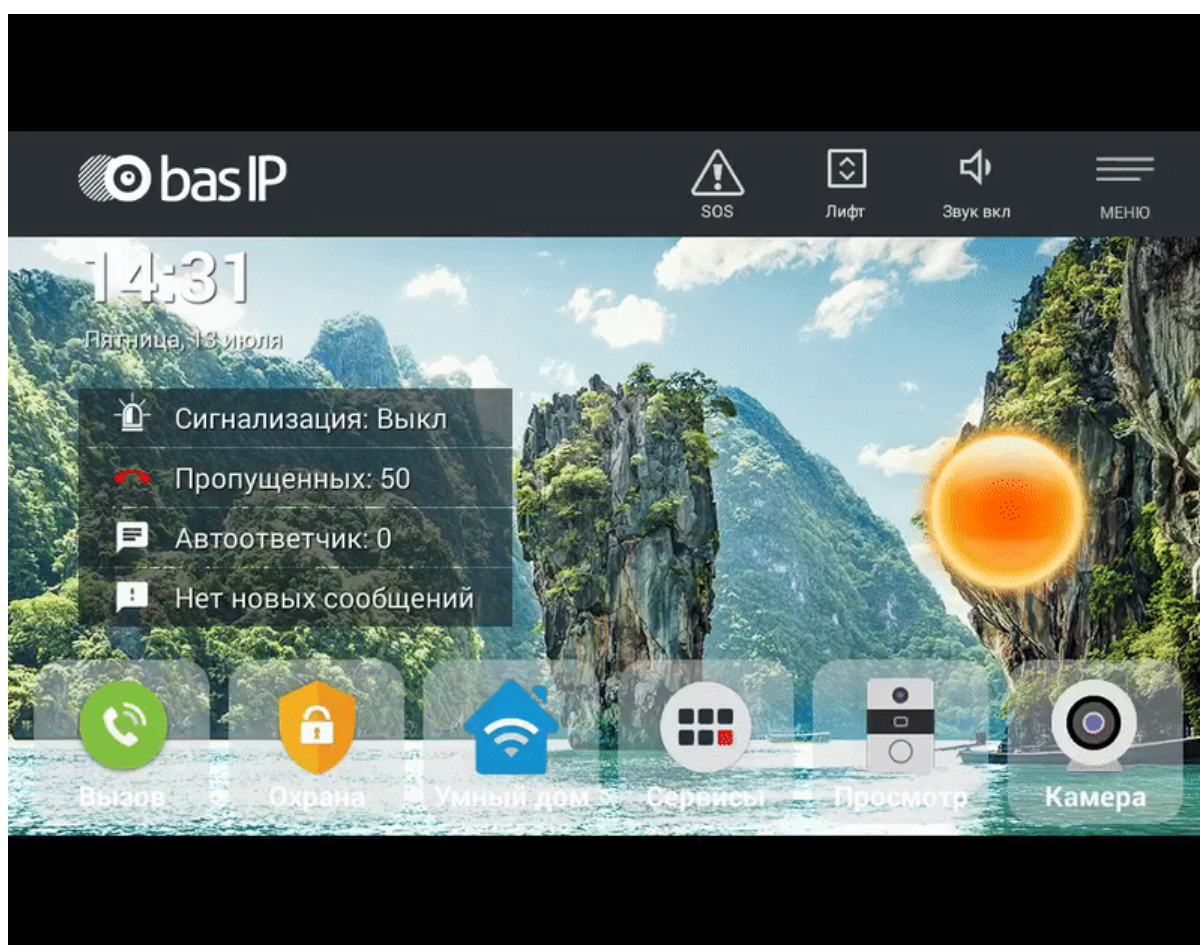 bas IP
SOS
Лифт
Звук вкл
МЕНЮ
14:31
Пятница, 13 июля
Сигнализация: Выкл
Пропущенных: 50
Автоответчик: 0
Нет новых сообщений
Вызов
Охрана
Умный дом
Сервисы
Просмотр
Камера